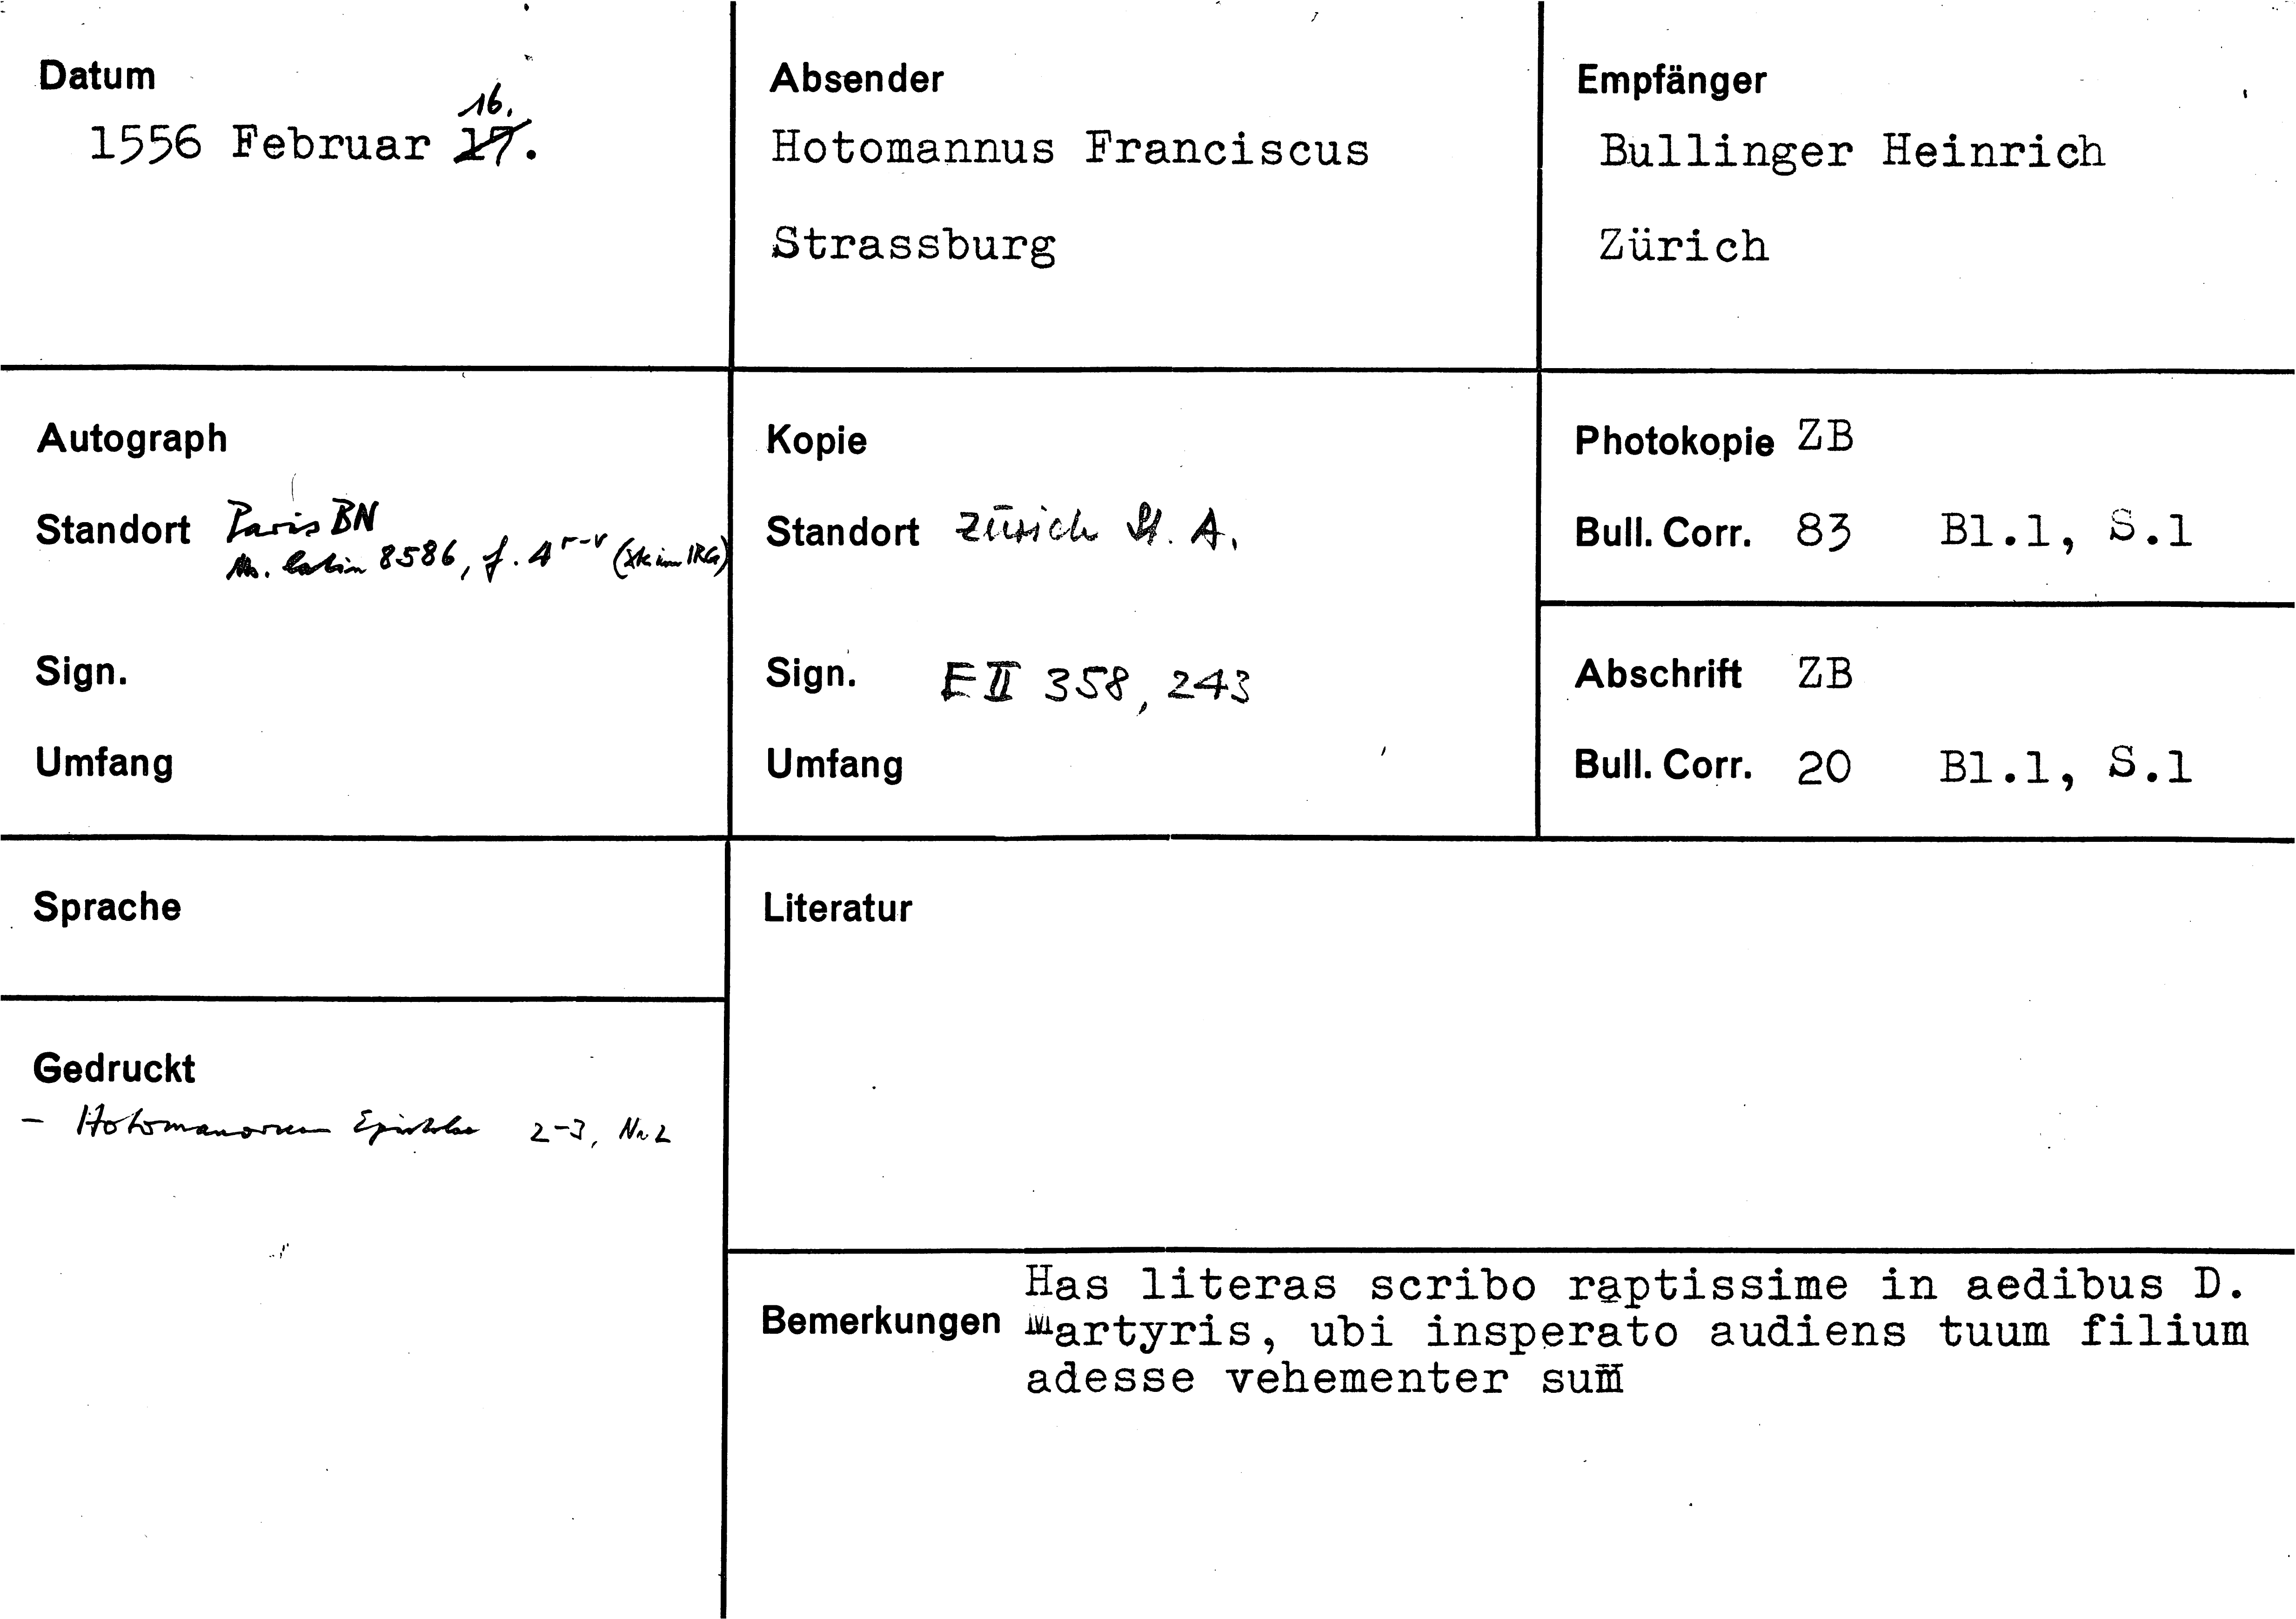 Datum
16.
1556 Februar 17.
Absender
Hotomannus Franciscus
Strassburg
Empfänger
Bullinger Heinrich
Zürich
Autograph
Standort Paris BN
Ms. latin 8586, f. 1 r-v (Xk im IRG)
Sign.
Umfang
Kopie
Standort Zürich St. A.
Sign. E II 358, 243
Umfang
Photokopie ZB
Bull. Corr. 83 Bl.1, S.1
Abschrift ZB
Bull. Corr. 20 Bl.1, S.1
Sprache
Gedruckt
- Hotomanorum Epistolae 2-3, Nr 2
Literatur
Bemerkungen
Has literas scribo raptissime in aedibus D.
Martyris, ubi insperato audiens tuum filium
adesse vehementer sum